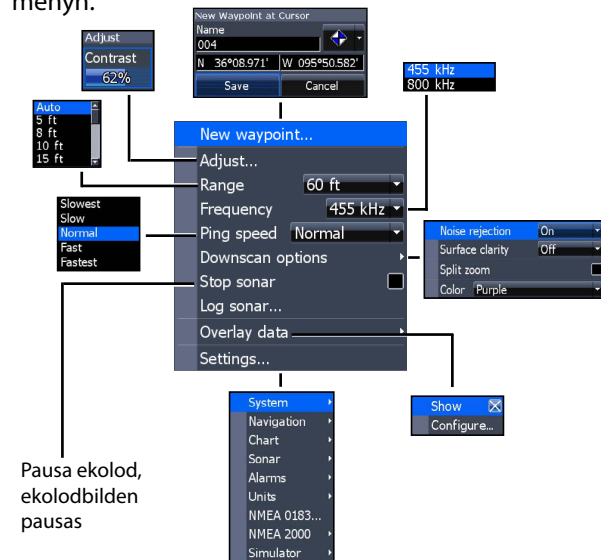 menyn.
New Waypoint at Cursor
Name
004
N 36°08.971' W 095°50.582'
Save Cancel
Adjust
Contrast
62%
455 kHz
800 kHz
Auto
5 ft
8 ft
10 ft
15 ft
Slowest
Slow
Normal
Fast
Fastest
New waypoint...
Adjust...
Range 60 ft
Frequency 455 kHz
Ping speed Normal
Downscan options
Stop sonar
Log sonar...
Overlay data
Settings...
Noise rejection On
Surface clarity Off
Split zoom
Color Purple
Show
Configure...
System
Navigation
Chart
Sonar
Alarms
Units
NMEA 0183...
NMEA 2000
Simulator
Pausa ekolod,
ekolodbilden
pausas